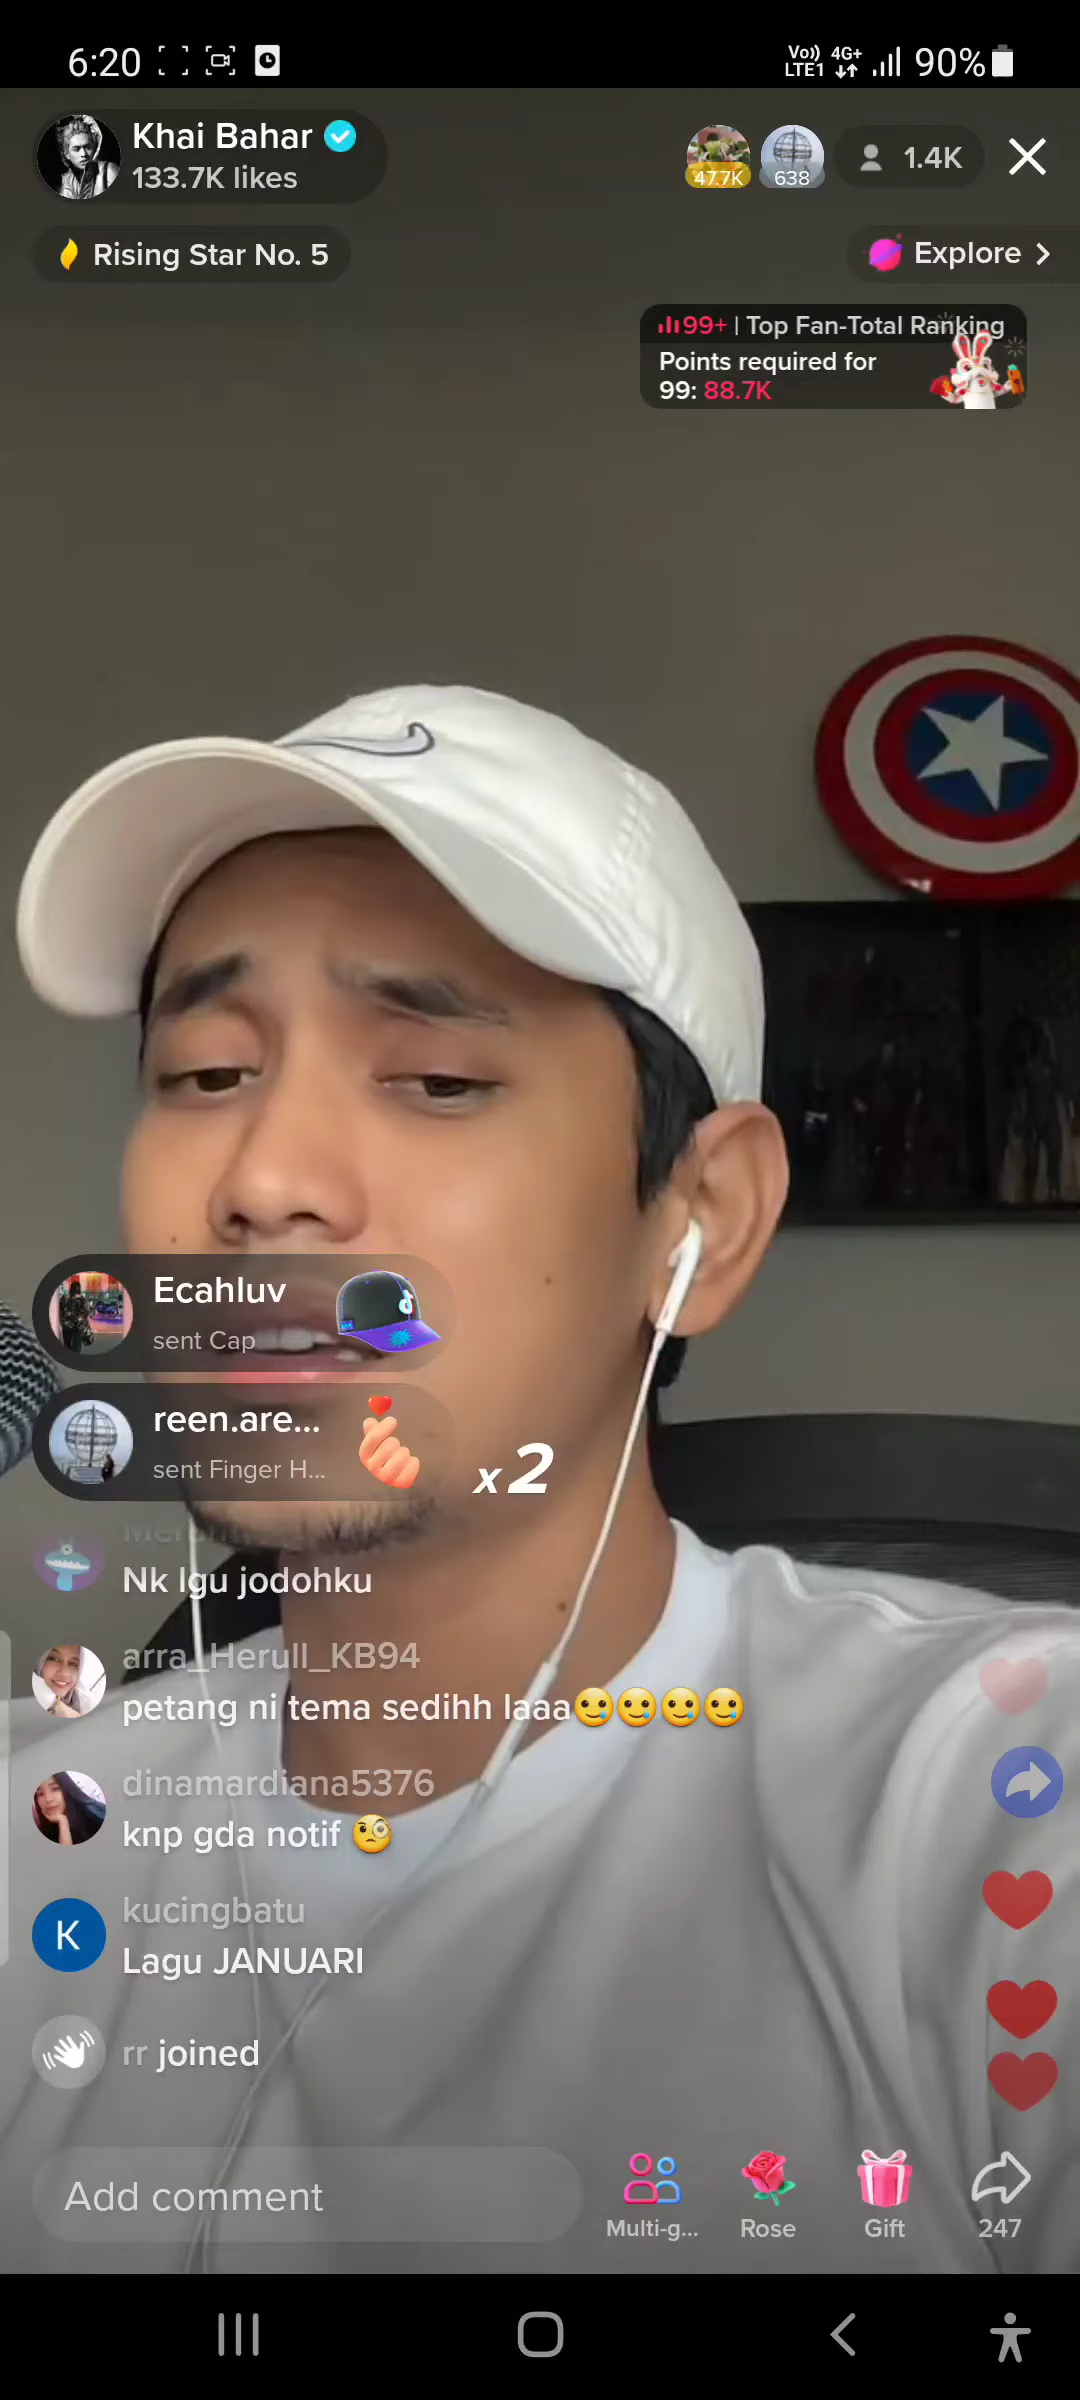 6:20
Vo)) LTE1 4G+ 90%
Khai Bahar
133.7K likes
47.7K
638
1.4K
Rising Star No. 5
Explore
99+ | Top Fan-Total Ranking
Points required for
99: 88.7K
Ecahluv
sent Cap
reen.are...
sent Finger H...
x2
Nk lgu jodohku
arra_Herull_KB94
petang ni tema sedihh laaa🥲🥲🥲🥲
dinamardiana5376
knp gda notif 🧐
K
kucingbatu
Lagu JANUARI
rr joined
Add comment
Multi-g...
Rose
Gift
247